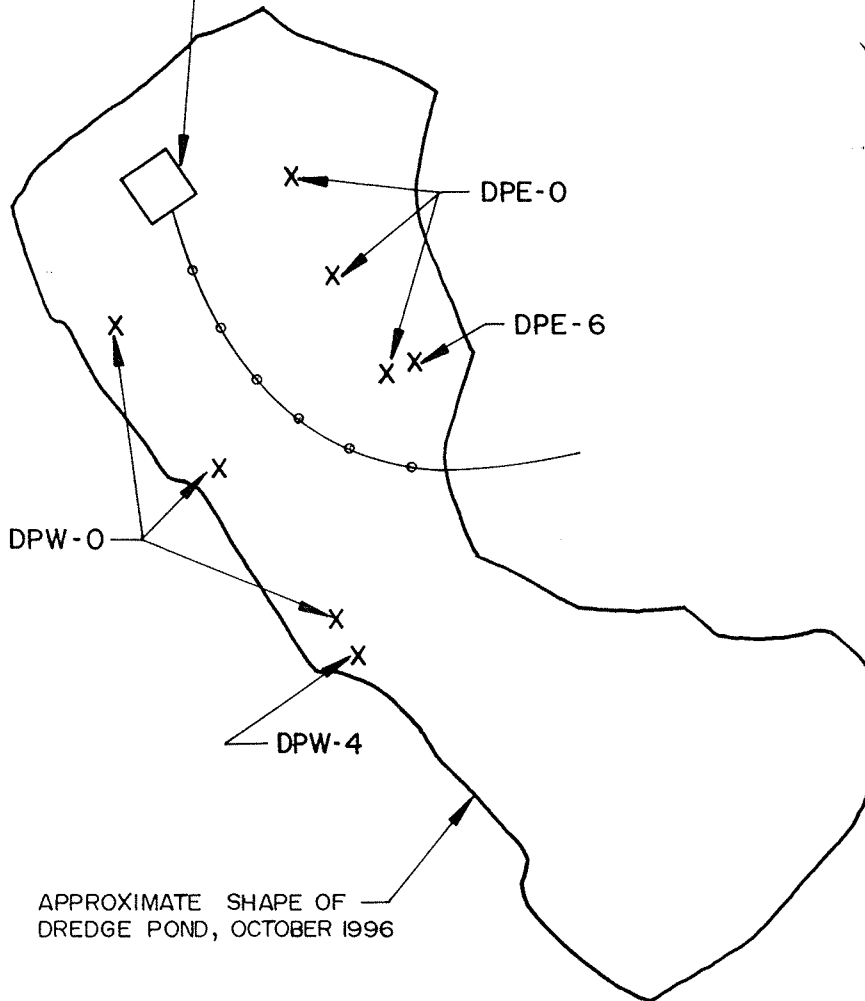 DPE-0
DPE-6
DPW-0
DPW-4
APPROXIMATE SHAPE OF
DREDGE POND, OCTOBER 1996